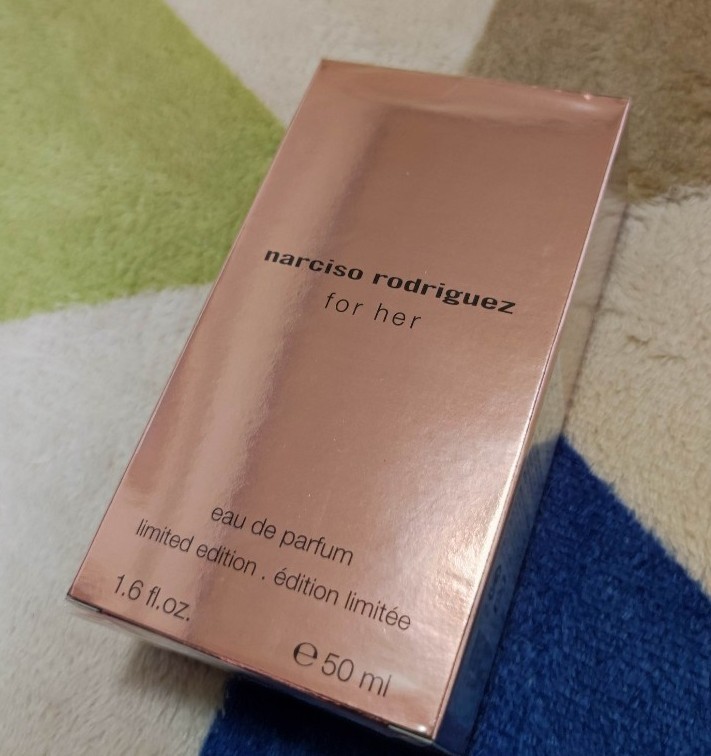 narciso rodriguez
for her
eau de parfum
limited edition . édition limitée
1.6 fl.oz.
℮ 50 ml